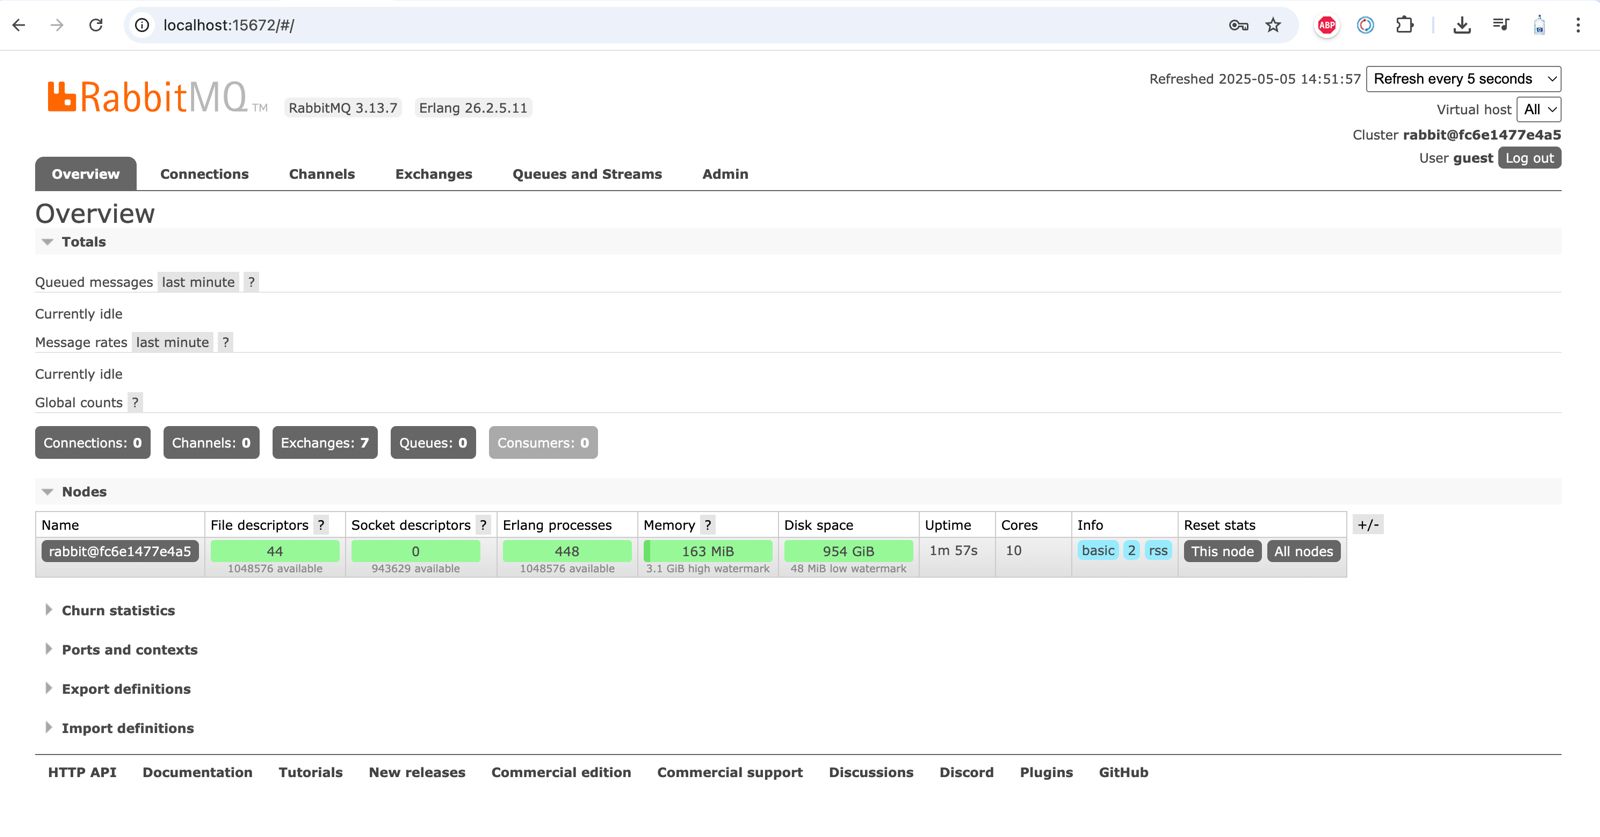 localhost:15672/#/
ABP
Refreshed 2025-05-05 14:51:57 Refresh every 5 seconds
RabbitMQ TM RabbitMQ 3.13.7 Erlang 26.2.5.11
Virtual host All
Cluster rabbit@fc6e1477e4a5
User guest Log out
Overview Connections Channels Exchanges Queues and Streams Admin
Overview
Totals
Queued messages last minute ?
Currently idle
Message rates last minute ?
Currently idle
Global counts ?
Connections: 0 Channels: 0 Exchanges: 7 Queues: 0 Consumers: 0
Nodes
Name File descriptors ? Socket descriptors ? Erlang processes Memory ? Disk space Uptime Cores Info Reset stats +/-
rabbit@fc6e1477e4a5 44 0 448 163 MiB 954 GiB 1m 57s 10 basic 2 rss This node All nodes
1048576 available 943629 available 1048576 available 3.1 GiB high watermark 48 MiB low watermark
Churn statistics
Ports and contexts
Export definitions
Import definitions
HTTP API Documentation Tutorials New releases Commercial edition Commercial support Discussions Discord Plugins GitHub